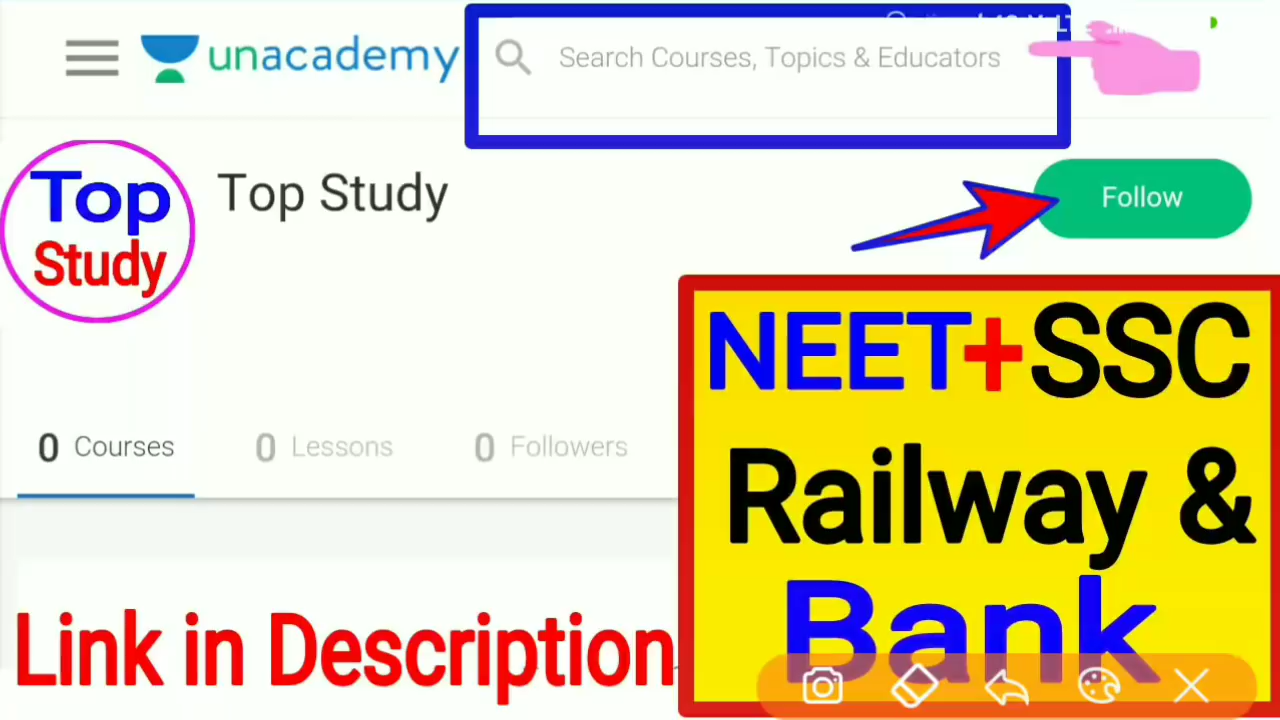 unacademy
Search Courses, Topics & Educators
Top
Study
Top Study
Follow
NEET+SSC
Railway &
Bank
0 Courses
0 Lessons
0 Followers
Link in Description